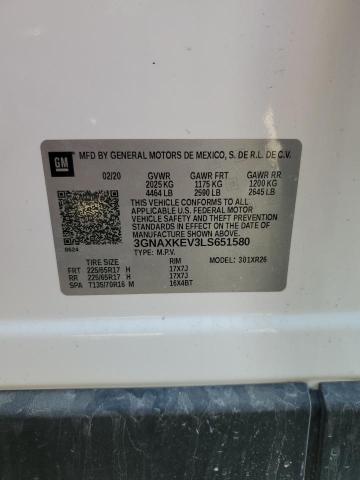 GM
MFD BY GENERAL MOTORS DE MEXICO, S. DE R.L. DE C.V.
02/20 GVWR GAWR FRT GAWR RR
2025 KG 1175 KG 1200 KG
4464 LB 2590 LB 2645 LB
THIS VEHICLE CONFORMS TO ALL
APPLICABLE U.S. FEDERAL MOTOR
VEHICLE SAFETY AND THEFT PREVENTION
STANDARDS IN EFFECT ON THE DATE OF
MANUFACTURE SHOWN ABOVE.
0624
3GNAXKEV3LS651580
TYPE: M.P.V.
TIRE SIZE RIM MODEL: 301XR26
FRT 225/65R17 H 17X7J
RR 225/65R17 H 17X7J
SPA T135/70R16 M 16X4BT